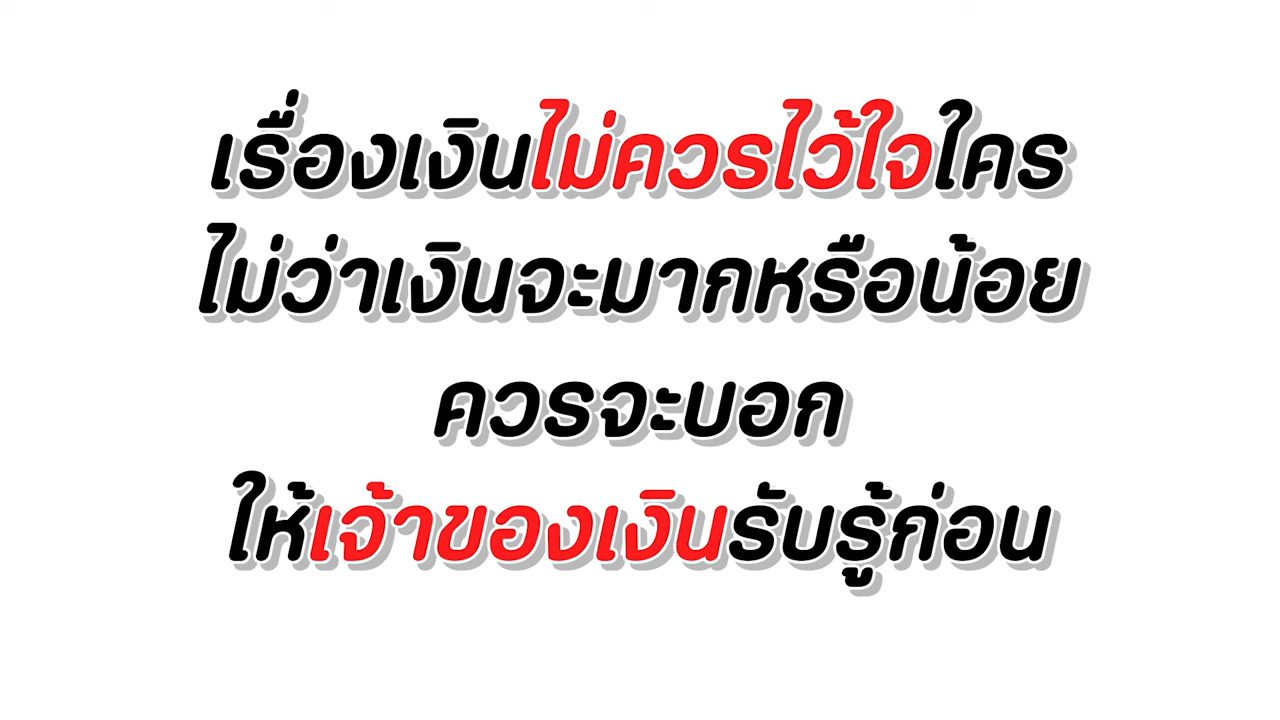 เรื่องเงินไม่ควรไว้ใจใคร
ไม่ว่าเงินจะมากหรือน้อย
ควรจะบอก
ให้เจ้าของเงินรับรู้ก่อน